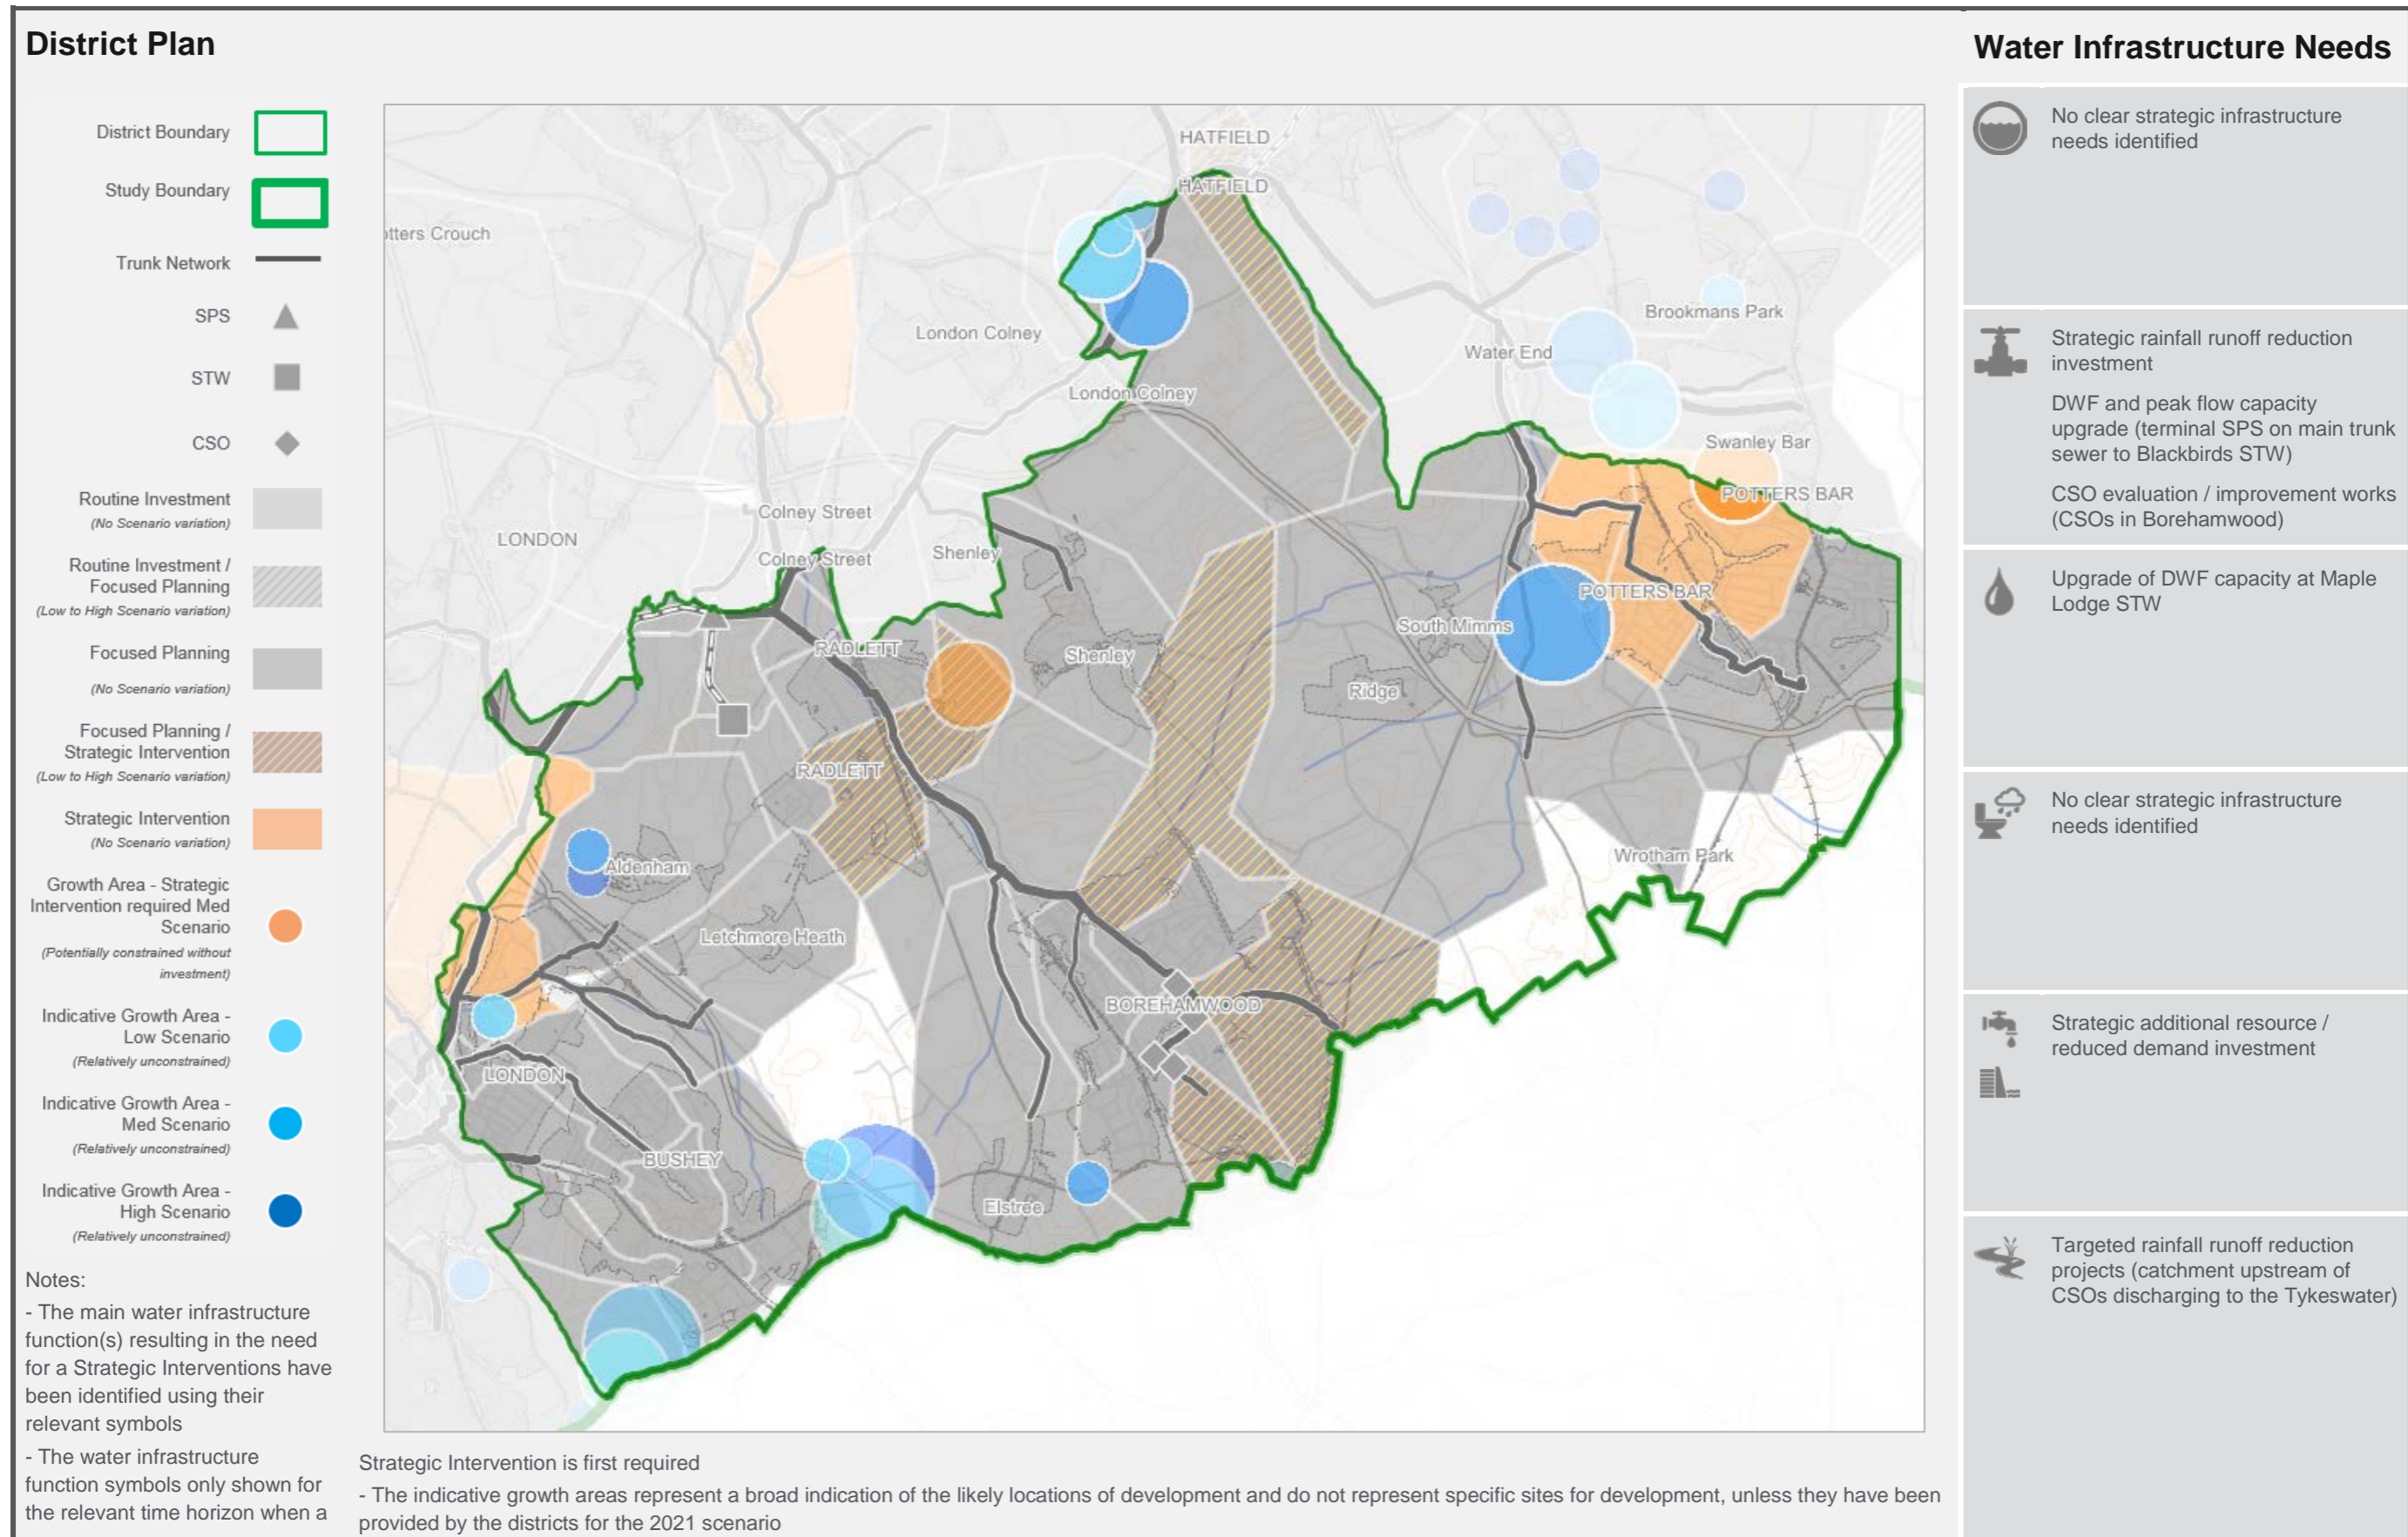 District Plan
District Boundary
Study Boundary
Trunk Network
SPS
STW
CSO
Routine Investment
(No Scenario variation)
Routine Investment /
Focused Planning
(Low to High Scenario variation)
Focused Planning
(No Scenario variation)
Focused Planning /
Strategic Intervention
(Low to High Scenario variation)
Strategic Intervention
(No Scenario variation)
Growth Area - Strategic
Intervention required Med
Scenario
(Potentially constrained without
investment)
Indicative Growth Area -
Low Scenario
(Relatively unconstrained)
Indicative Growth Area -
Med Scenario
(Relatively unconstrained)
Indicative Growth Area -
High Scenario
(Relatively unconstrained)
Notes:
- The main water infrastructure
function(s) resulting in the need
for a Strategic Interventions have
been identified using their
relevant symbols
- The water infrastructure
function symbols only shown for
the relevant time horizon when a
Strategic Intervention is first required
- The indicative growth areas represent a broad indication of the likely locations of development and do not represent specific sites for development, unless they have been
provided by the districts for the 2021 scenario
HATFIELD
HATFIELD
tters Crouch
Brookmans Park
London Colney
Water End
London Colney
Swanley Bar
POTTERS BAR
Colney Street
LONDON
Shenley
Colney Street
POTTERS BAR
South Mimms
RADLETT
Shenley
Ridge
RADLETT
Wrotham Park
Aldenham
Letchmore Heath
BOREHAMWOOD
LONDON
BUSHEY
Elstree
Water Infrastructure Needs
No clear strategic infrastructure
needs identified
Strategic rainfall runoff reduction
investment
DWF and peak flow capacity
upgrade (terminal SPS on main trunk
sewer to Blackbirds STW)
CSO evaluation / improvement works
(CSOs in Borehamwood)
Upgrade of DWF capacity at Maple
Lodge STW
No clear strategic infrastructure
needs identified
Strategic additional resource /
reduced demand investment
Targeted rainfall runoff reduction
projects (catchment upstream of
CSOs discharging to the Tykeswater)